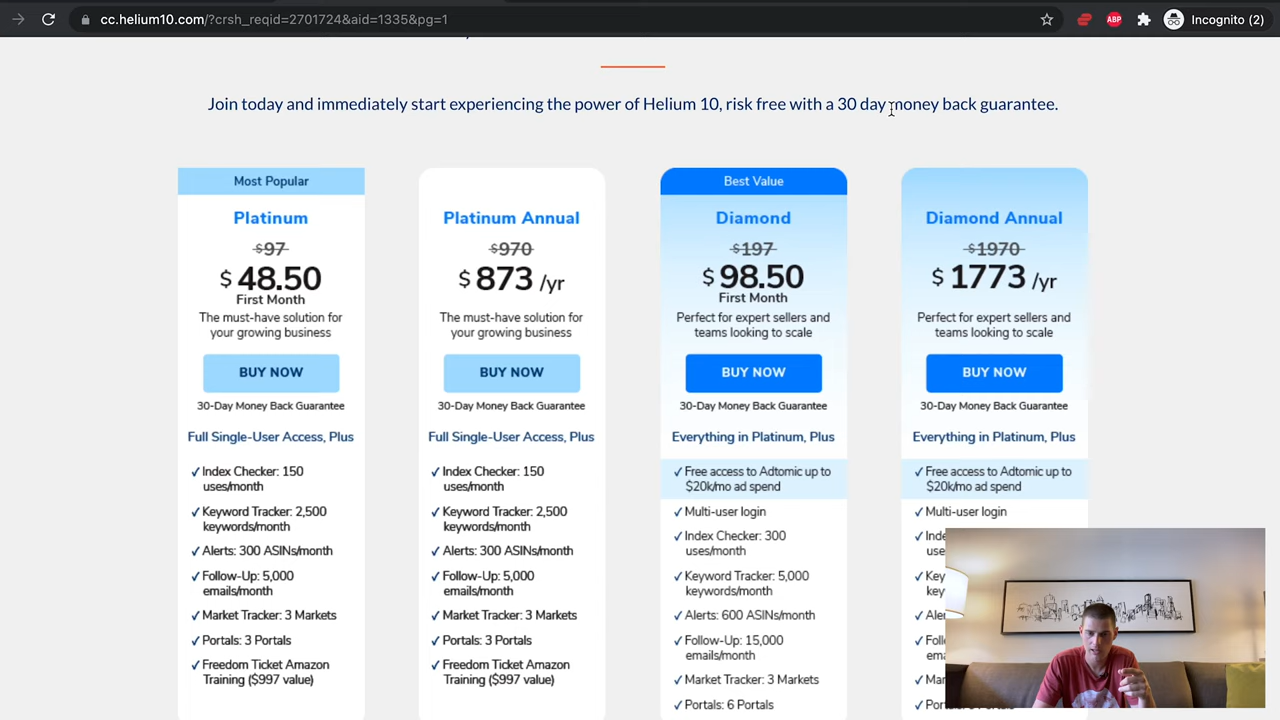 cc.helium10.com/?crsh_reqid=2701724&aid=1335&pg=1
ABP
Incognito (2)
Join today and immediately start experiencing the power of Helium 10, risk free with a 30 day money back guarantee.
Most Popular
Platinum
$97
$ 48.50
First Month
The must-have solution for
your growing business
BUY NOW
30-Day Money Back Guarantee
Full Single-User Access, Plus
✓ Index Checker: 150
uses/month
✓ Keyword Tracker: 2,500
keywords/month
✓ Alerts: 300 ASINs/month
✓ Follow-Up: 5,000
emails/month
✓ Market Tracker: 3 Markets
✓ Portals: 3 Portals
✓ Freedom Ticket Amazon
Training ($997 value)
Platinum Annual
$970
$ 873 /yr
The must-have solution for
your growing business
BUY NOW
30-Day Money Back Guarantee
Full Single-User Access, Plus
✓ Index Checker: 150
uses/month
✓ Keyword Tracker: 2,500
keywords/month
✓ Alerts: 300 ASINs/month
✓ Follow-Up: 5,000
emails/month
✓ Market Tracker: 3 Markets
✓ Portals: 3 Portals
✓ Freedom Ticket Amazon
Training ($997 value)
Best Value
Diamond
$197
$ 98.50
First Month
Perfect for expert sellers and
teams looking to scale
BUY NOW
30-Day Money Back Guarantee
Everything in Platinum, Plus
✓ Free access to Adtomic up to
$20k/mo ad spend
✓ Multi-user login
✓ Index Checker: 300
uses/month
✓ Keyword Tracker: 5,000
keywords/month
✓ Alerts: 600 ASINs/month
✓ Follow-Up: 15,000
emails/month
✓ Market Tracker: 3 Markets
✓ Portals: 6 Portals
Diamond Annual
$1970
$ 1773 /yr
Perfect for expert sellers and
teams looking to scale
BUY NOW
30-Day Money Back Guarantee
Everything in Platinum, Plus
✓ Free access to Adtomic up to
$20k/mo ad spend
✓ Multi-user login